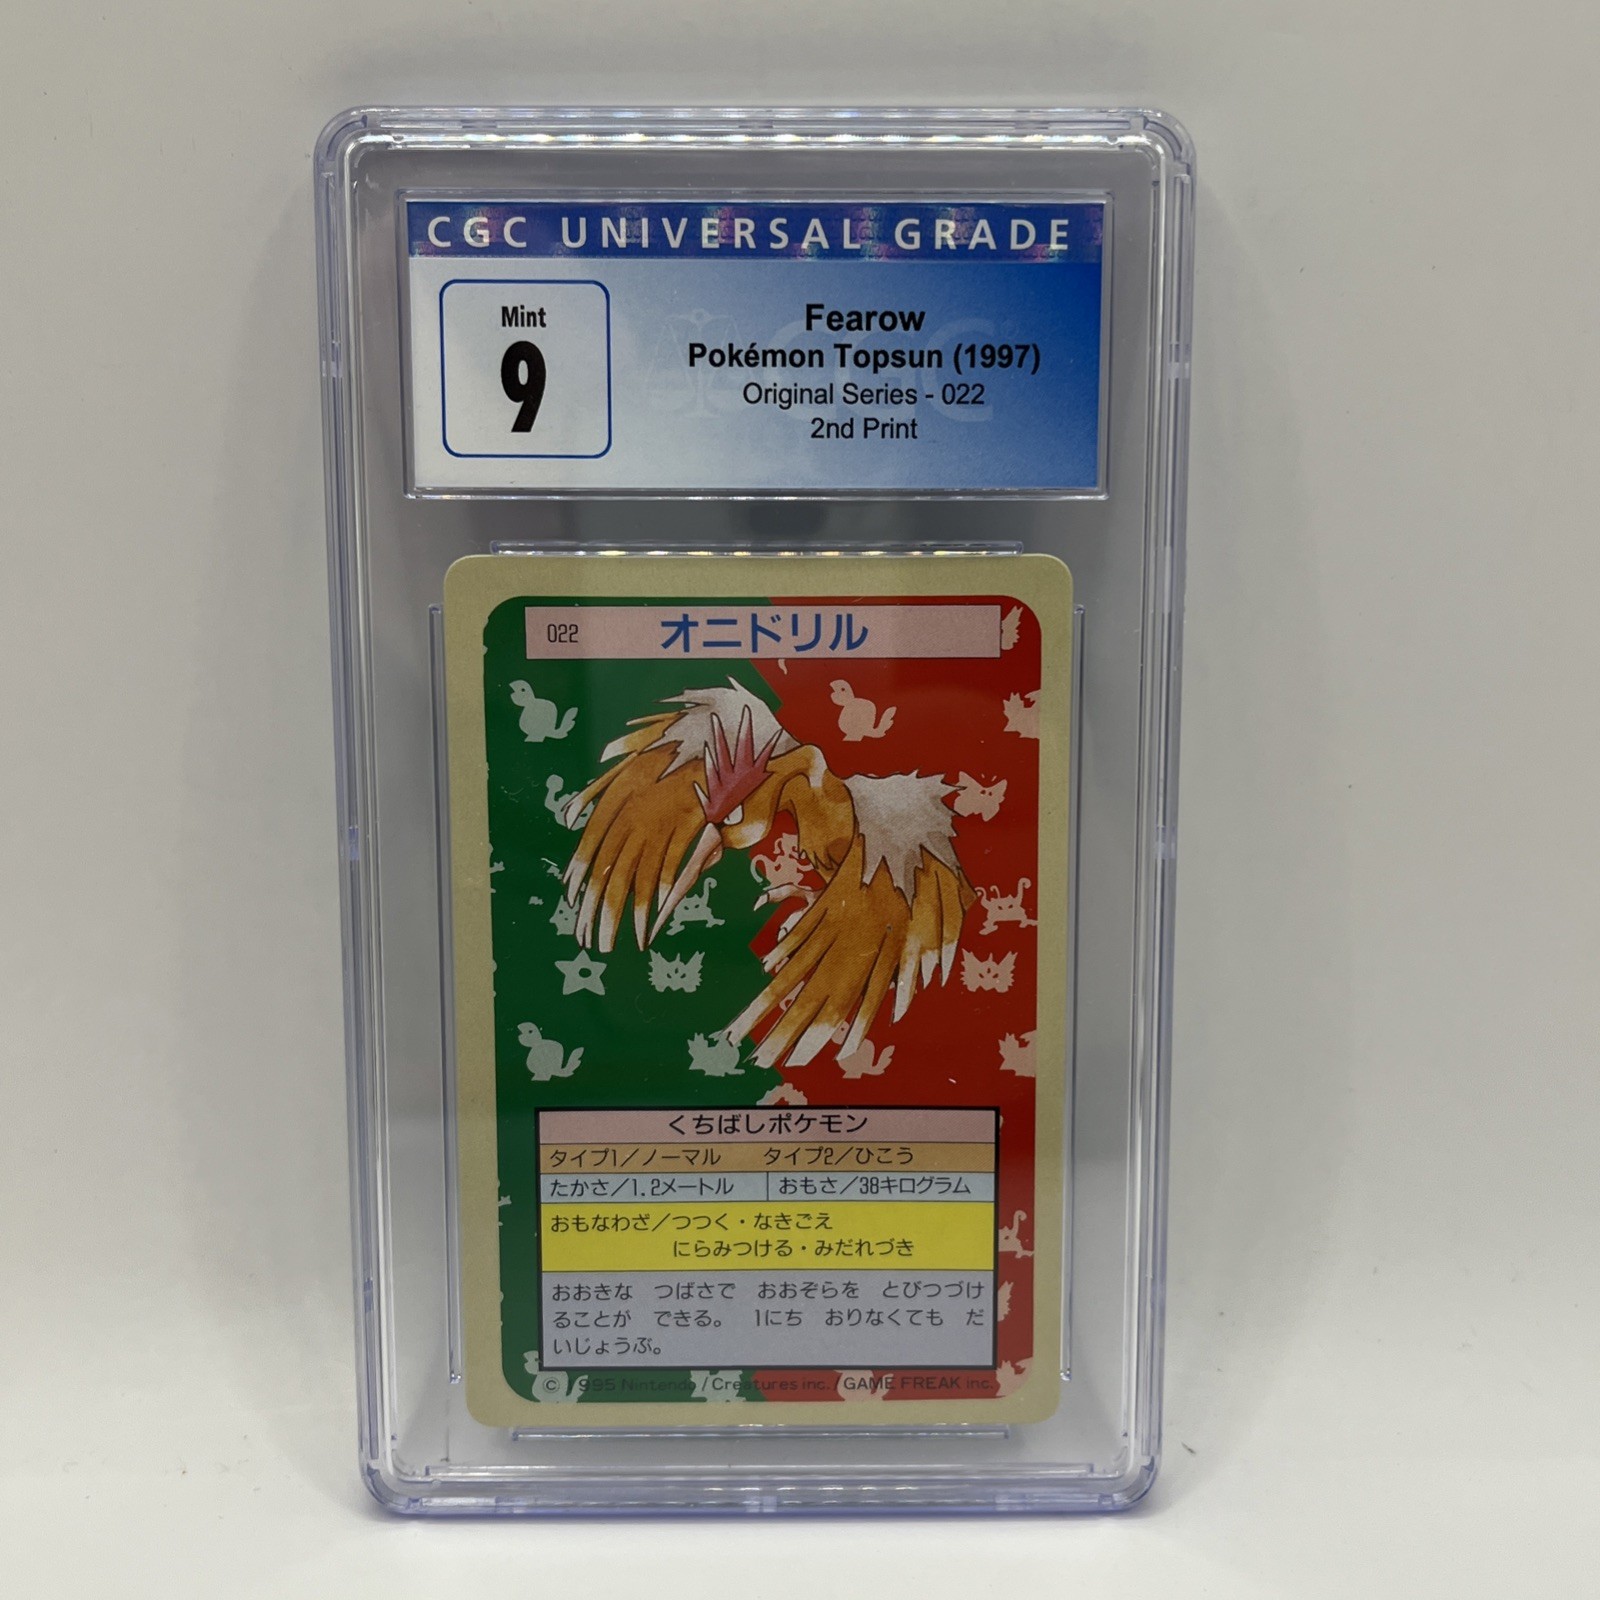 CGC UNIVERSAL GRADE
Mint
9
Fearow
Pokémon Topsun (1997)
Original Series - 022
2nd Print
022 オニドリル
くちばしポケモン
タイプ1/ノーマル タイプ2/ひこう
たかさ/1.2メートル おもさ/38キログラム
おもなわざ/つつく・なきごえ
にらみつける・みだれづき
おおきな つばさで おおぞらを とびつづけ
ることが できる。 1にち おりなくても だ
いじょうぶ。
© 1995 Nintendo/Creatures inc./GAME FREAK inc.